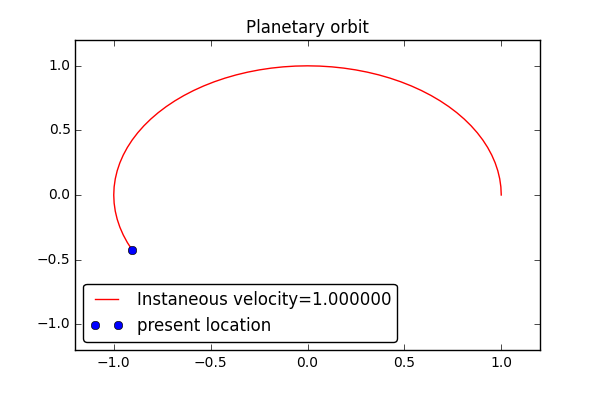 Planetary orbit
1.0
0.5
0.0
−0.5
−1.0
Instaneous velocity=1.000000
present location
−1.0 −0.5 0.0 0.5 1.0